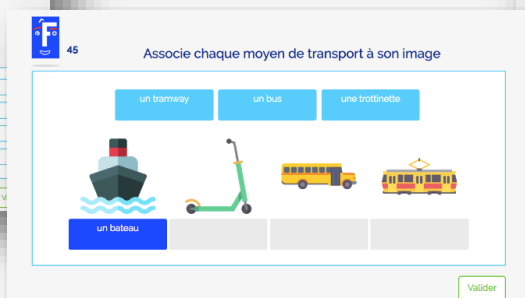 F
45
Associe chaque moyen de transport à son image
un tramway
un bus
une trottinette
un bateau
Valider